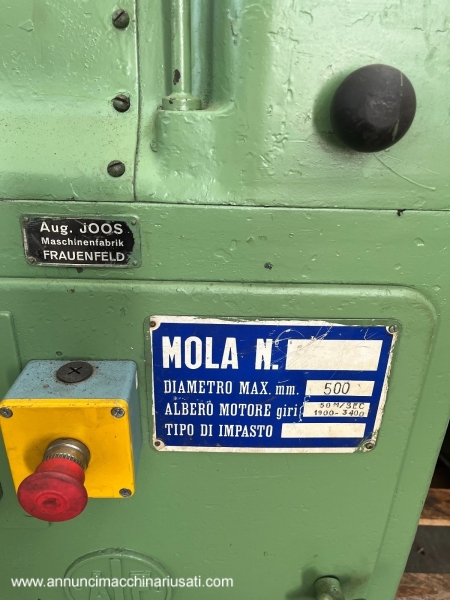 Aug. JOOS
Maschinenfabrik
FRAUENFELD
MOLA N.
DIAMETRO MAX. mm. 500
ALBERO MOTORE giri 50 M/SEC
1900-3400
TIPO DI IMPASTO
www.annuncimacchinariusati.com